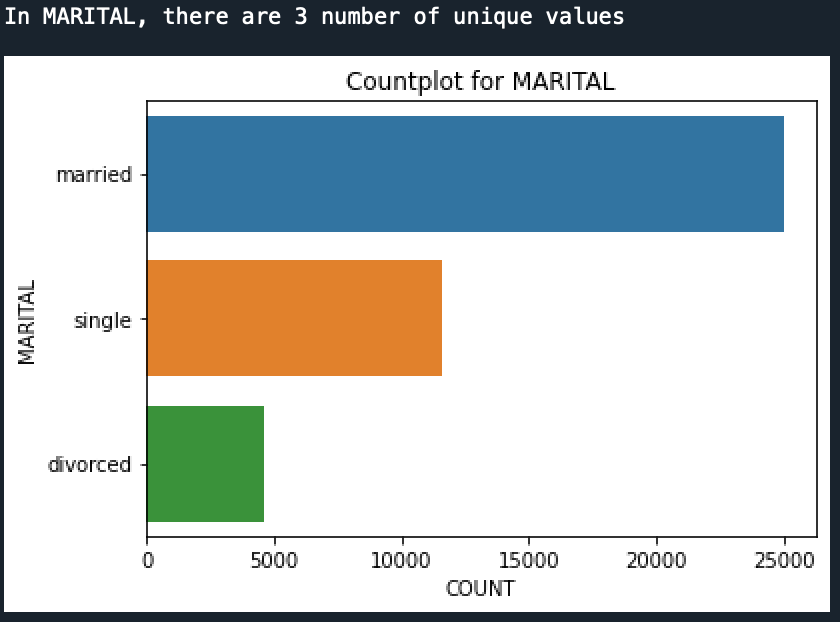 In MARITAL, there are 3 number of unique values
Countplot for MARITAL
MARITAL
married
single
divorced
0 5000 10000 15000 20000 25000
COUNT